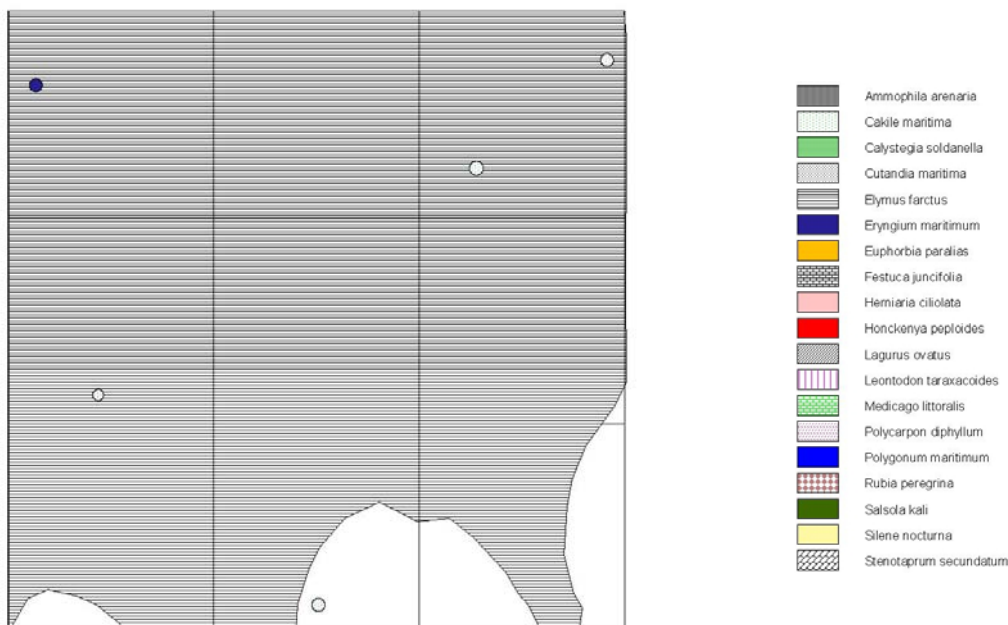 Ammophila arenaria
Cakile maritima
Calystegia soldanella
Cutandia maritima
Elymus farctus
Eryngium maritimum
Euphorbia paralias
Festuca juncifolia
Herniaria ciliolata
Honckenya peploides
Lagurus ovatus
Leontodon taraxacoides
Medicago littoralis
Polycarpon diphyllum
Polygonum maritimum
Rubia peregrina
Salsola kali
Silene nocturna
Stenotaprum secundatum